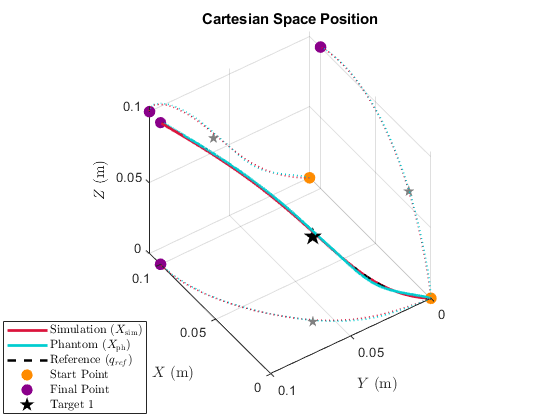 Cartesian Space Position
0.1
0.05
0
Z (m)
0.1
0.05
0
X (m)
0.1
0.05
0
Y (m)
Simulation (X_sim)
Phantom (X_ph)
Reference (q_ref)
Start Point
Final Point
Target 1